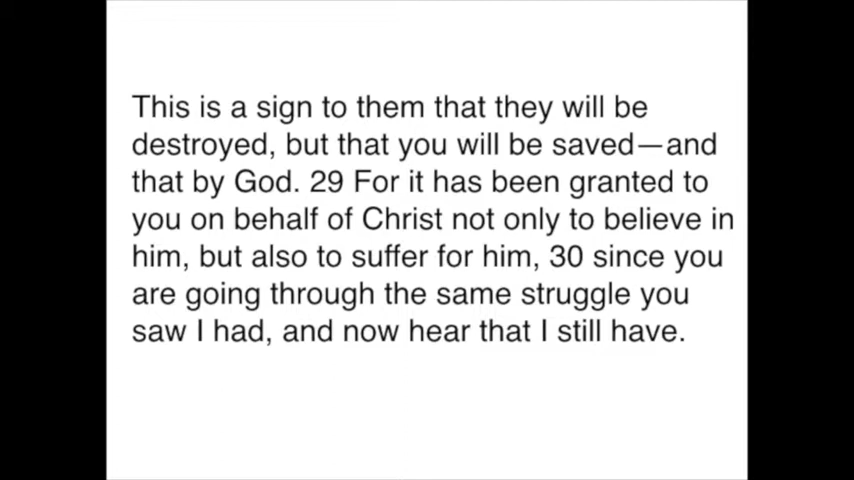 This is a sign to them that they will be
destroyed, but that you will be saved—and
that by God. 29 For it has been granted to
you on behalf of Christ not only to believe in
him, but also to suffer for him, 30 since you
are going through the same struggle you
saw I had, and now hear that I still have.